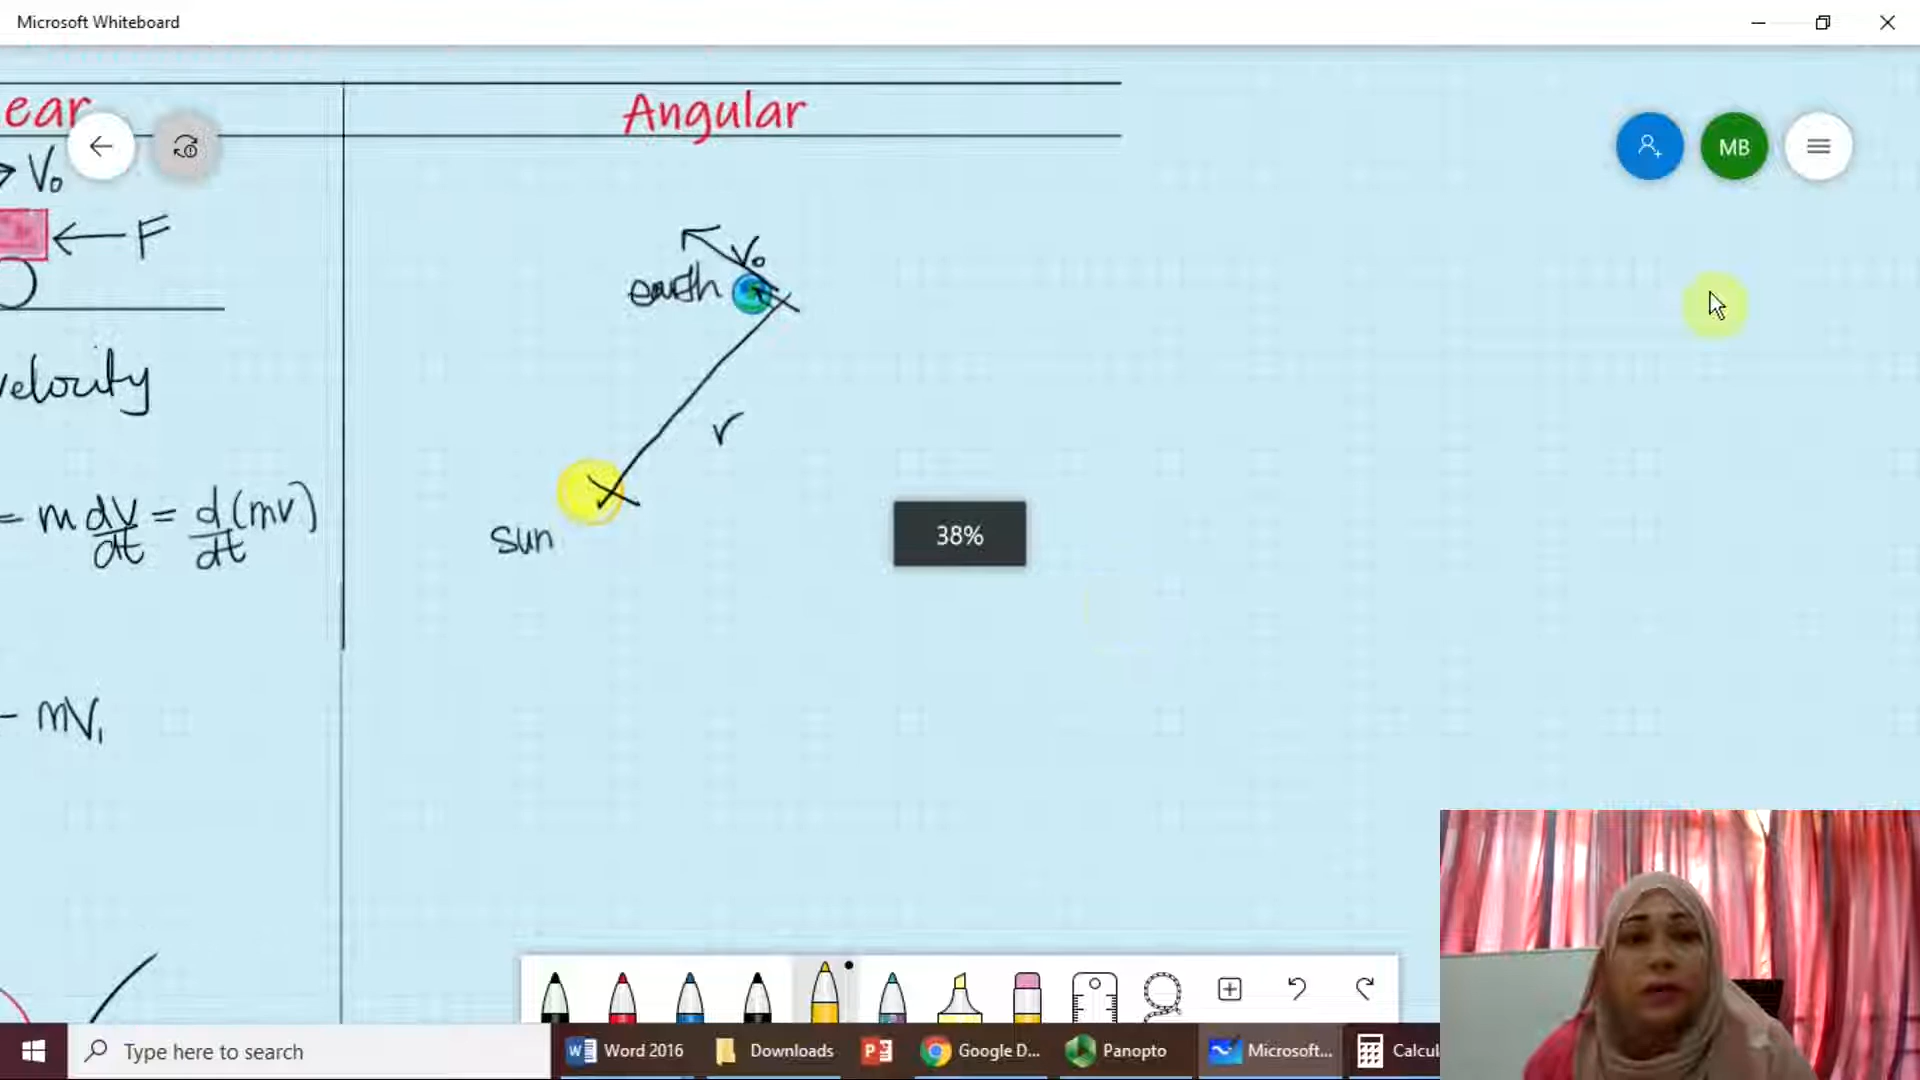 Microsoft Whiteboard
ear
Angular
MB
V₀
F
V₀
earth
velocity
r
= m dv/dt = d/dt (mv)
38%
sun
- mV₁
Type here to search
Word 2016
Downloads
Google D...
Panopto
Microsoft...
Calcul